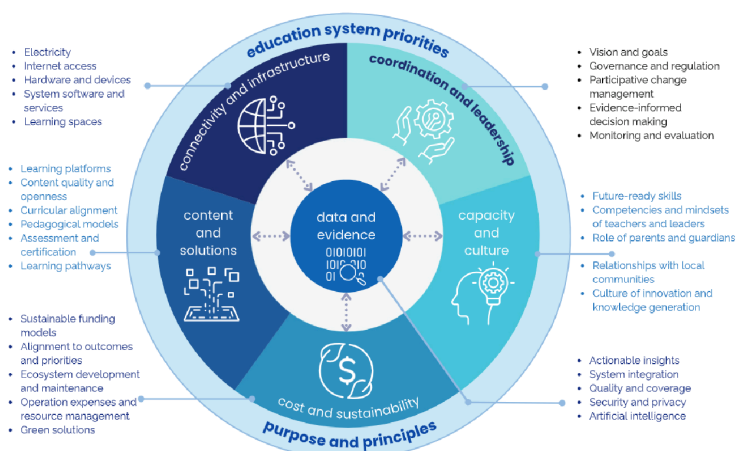 education system priorities
connectivity and infrastructure
coordination and leadership
• Electricity
• Internet access
• Hardware and devices
• System software and
services
• Learning spaces
• Vision and goals
• Governance and regulation
• Participative change
management
• Evidence-informed
decision making
• Monitoring and evaluation
• Learning platforms
• Content quality and
openness
• Curricular alignment
• Pedagogical models
• Assessment and
certification
• Learning pathways
content
and
solutions
data and
evidence
01010101
capacity
and
culture
• Future-ready skills
• Competencies and mindsets
of teachers and leaders
• Role of parents and guardians
• Relationships with local
communities
• Culture of innovation and
knowledge generation
• Sustainable funding
models
• Alignment to outcomes
and priorities
• Ecosystem development
and maintenance
• Operation expenses and
resource management
• Green solutions
$
cost and sustainability
purpose and principles
• Actionable insights
• System integration
• Quality and coverage
• Security and privacy
• Artificial intelligence